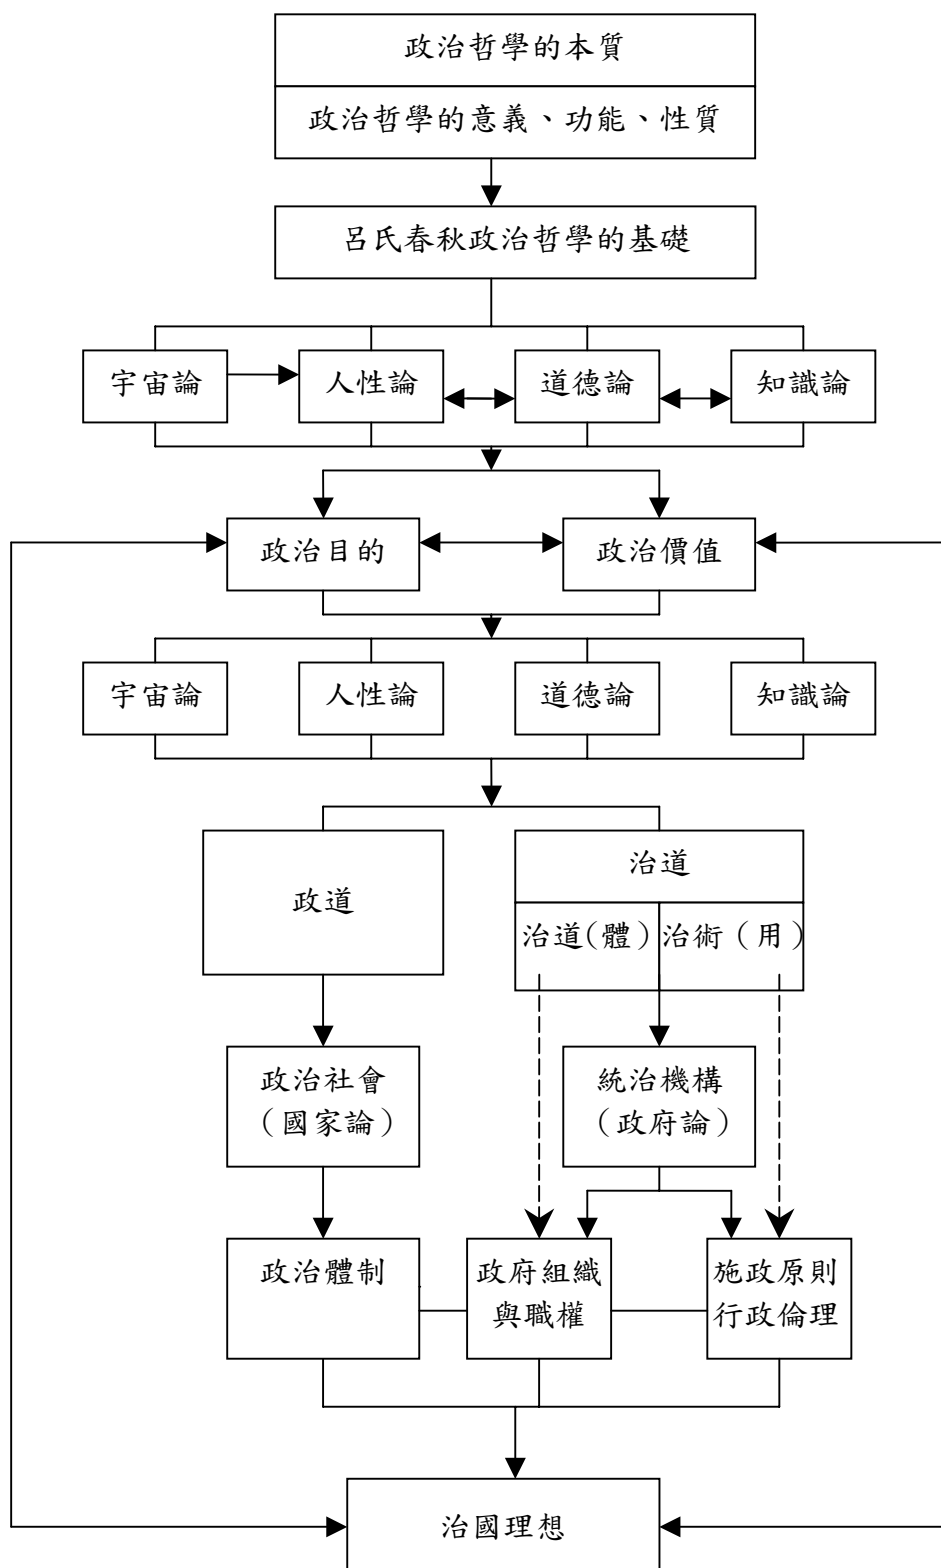 政治哲學的本質
政治哲學的意義、功能、性質
呂氏春秋政治哲學的基礎
宇宙論
人性論
道德論
知識論
政治目的
政治價值
宇宙論
人性論
道德論
知識論
政道
治道
治道(體)
治術（用）
政治社會
（國家論）
統治機構
（政府論）
政治體制
政府組織
與職權
施政原則
行政倫理
治國理想